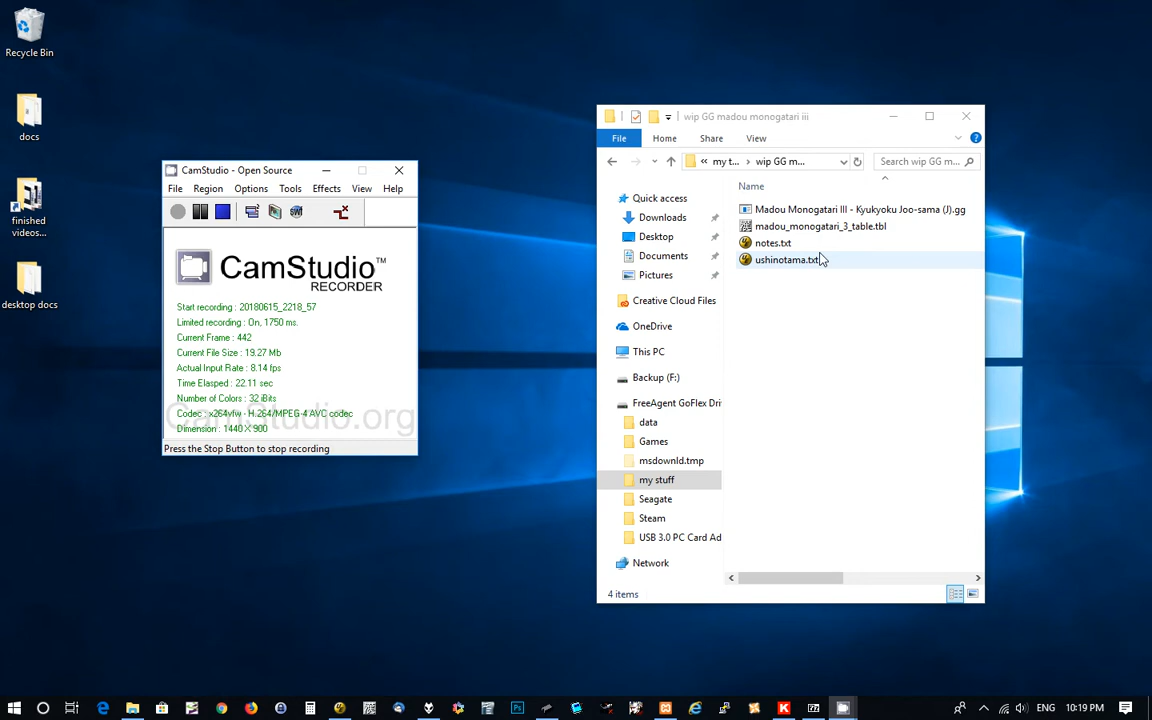 Recycle Bin
docs
finished
videos...
desktop docs
CamStudio - Open Source
File Region Options Tools Effects View Help
CamStudio™
RECORDER
Start recording : 20180615_2218_57
Limited recording : On, 1750 ms.
Current Frame : 442
Current File Size : 19.27 Mb
Actual Input Rate : 8.14 fps
Time Elasped : 22.11 sec
Number of Colors : 32 Bits
Codec : x264vfw - H.264/MPEG-4 AVC codec
Dimension : 1440 X 900
CamStudio.org
Press the Stop Button to stop recording
wip GG madou monogatari iii
File Home Share View
« my t... › wip GG m...
Search wip GG m...
Name
Quick access
Downloads
Desktop
Documents
Pictures
Creative Cloud Files
OneDrive
This PC
Backup (F:)
FreeAgent GoFlex Dri
data
Games
msdownld.tmp
my stuff
Seagate
Steam
USB 3.0 PC Card Ad
Network
Madou Monogatari III - Kyukyoku Joo-sama (J).gg
madou_monogatari_3_table.tbl
notes.txt
ushinotama.txt
4 items
ENG 10:19 PM